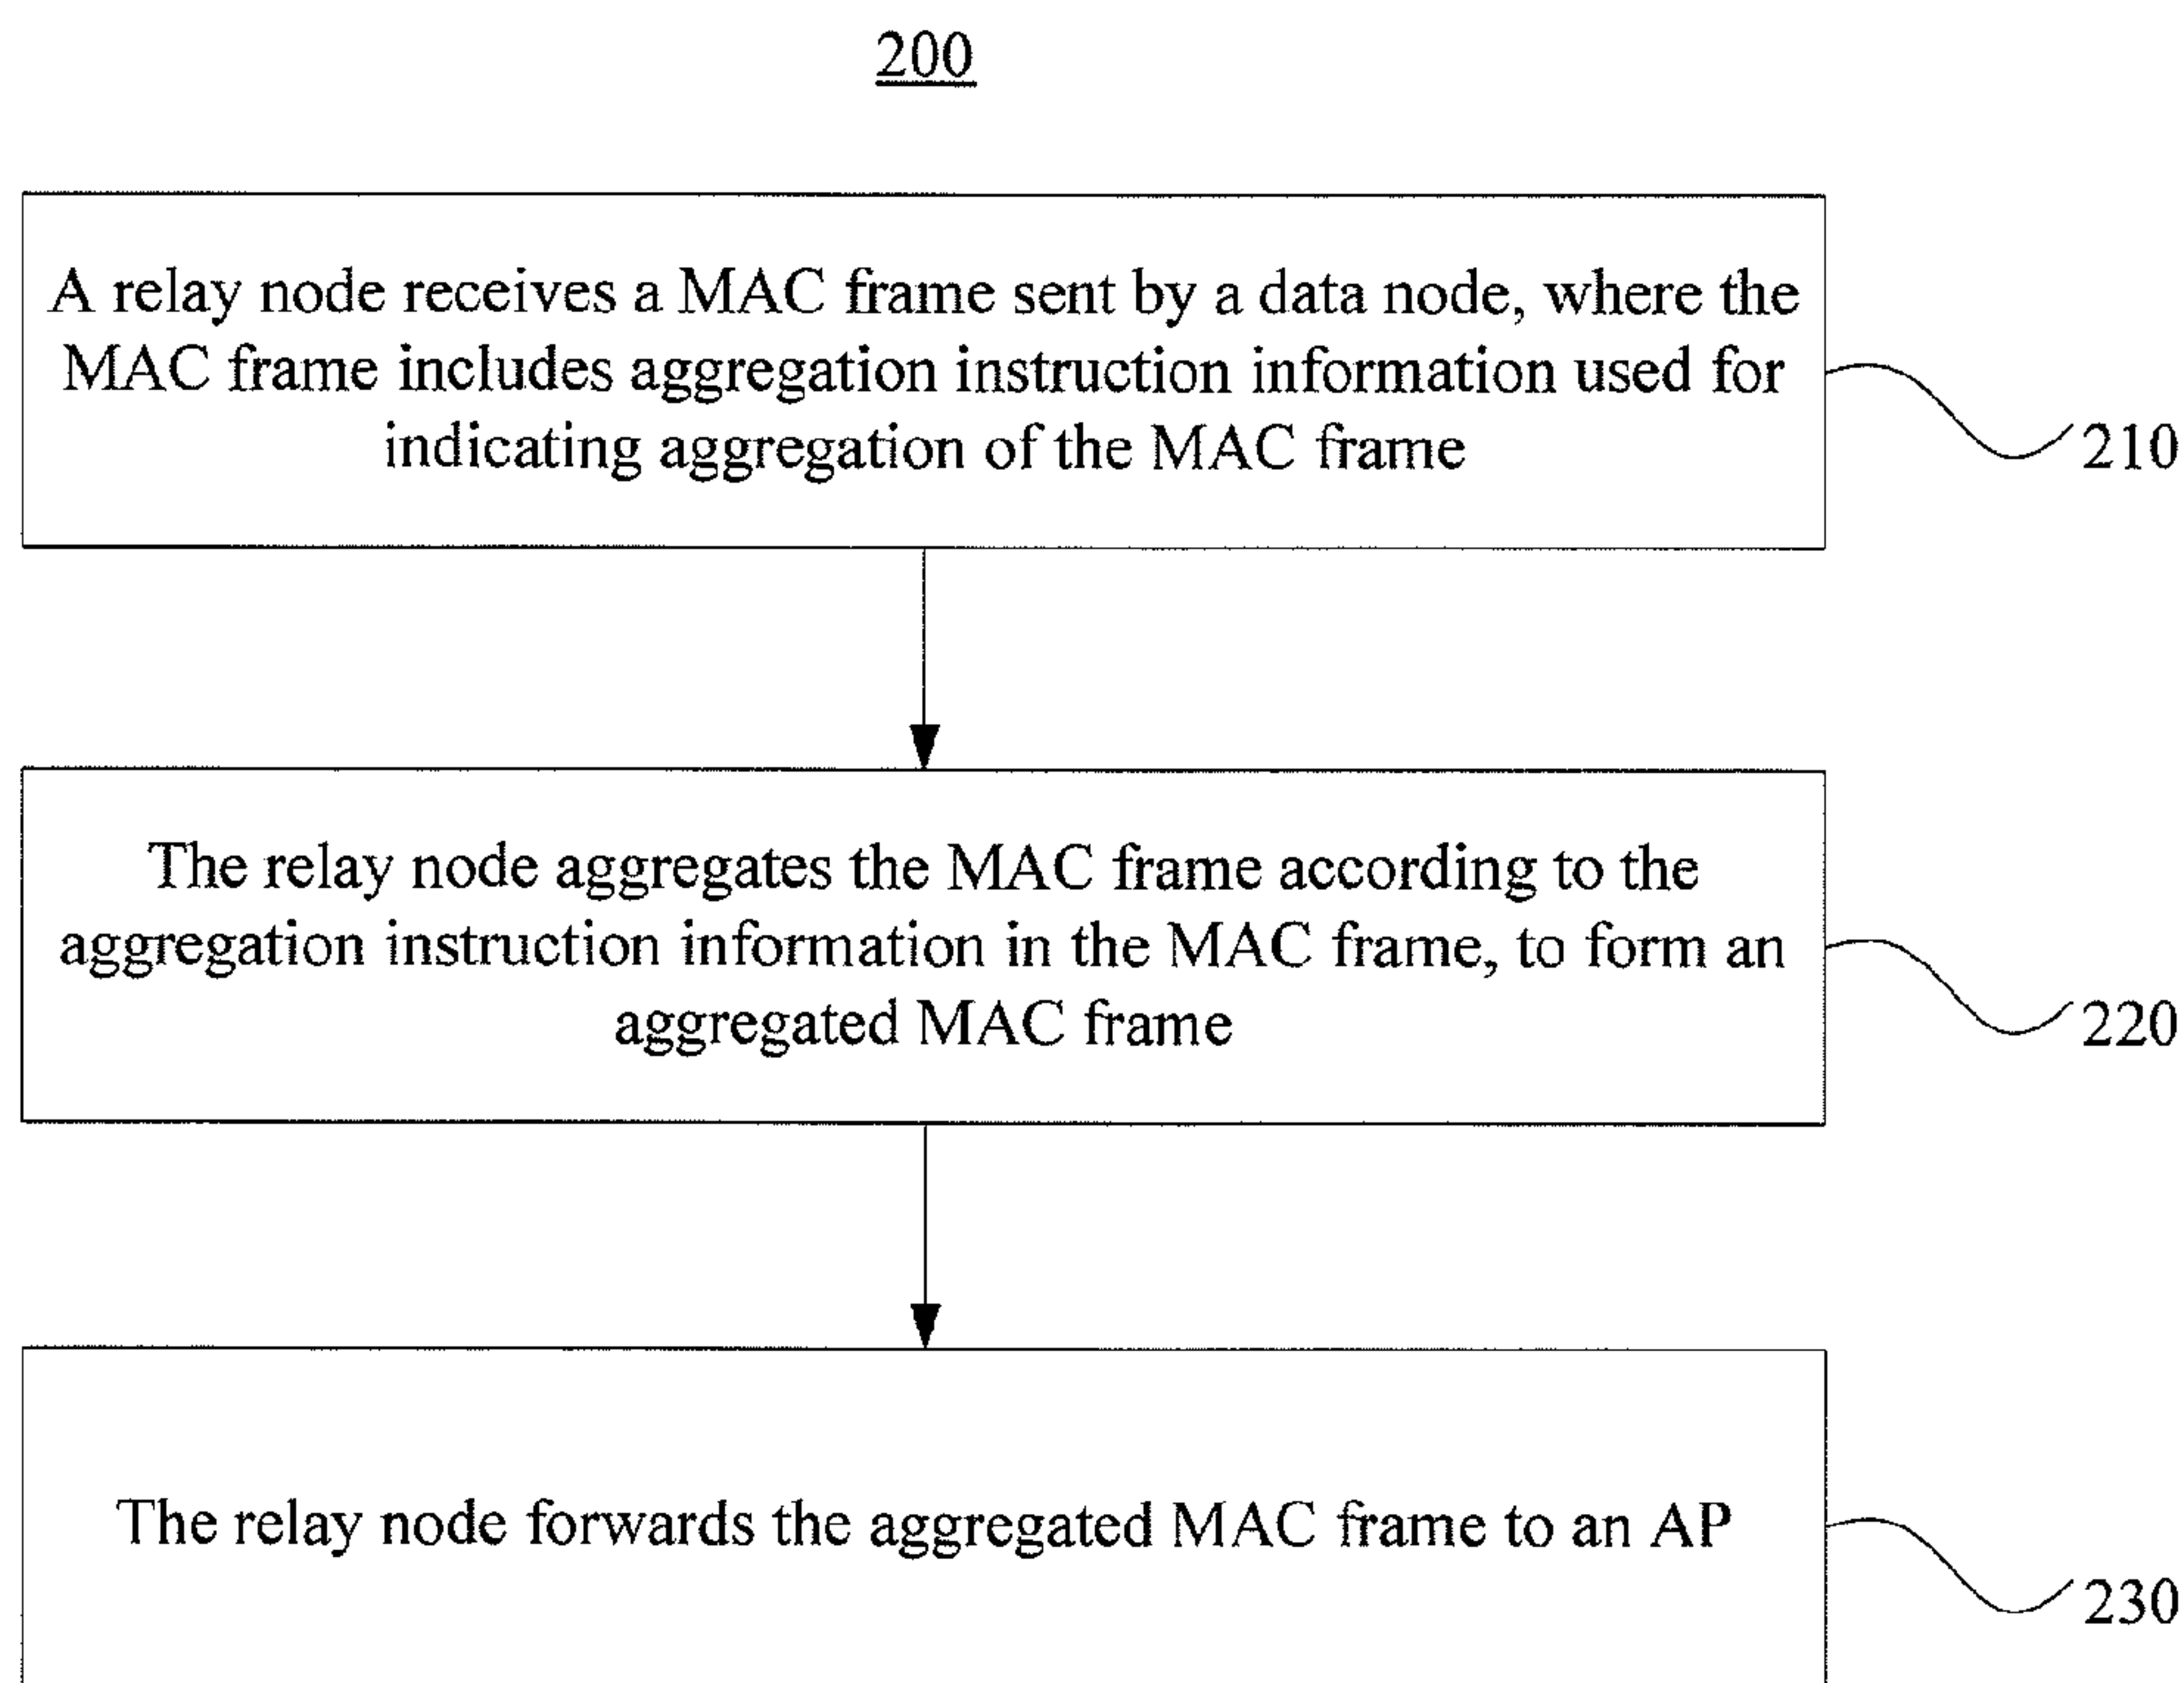 200
A relay node receives a MAC frame sent by a data node, where the
MAC frame includes aggregation instruction information used for
indicating aggregation of the MAC frame
210
The relay node aggregates the MAC frame according to the
aggregation instruction information in the MAC frame, to form an
aggregated MAC frame
220
The relay node forwards the aggregated MAC frame to an AP
230